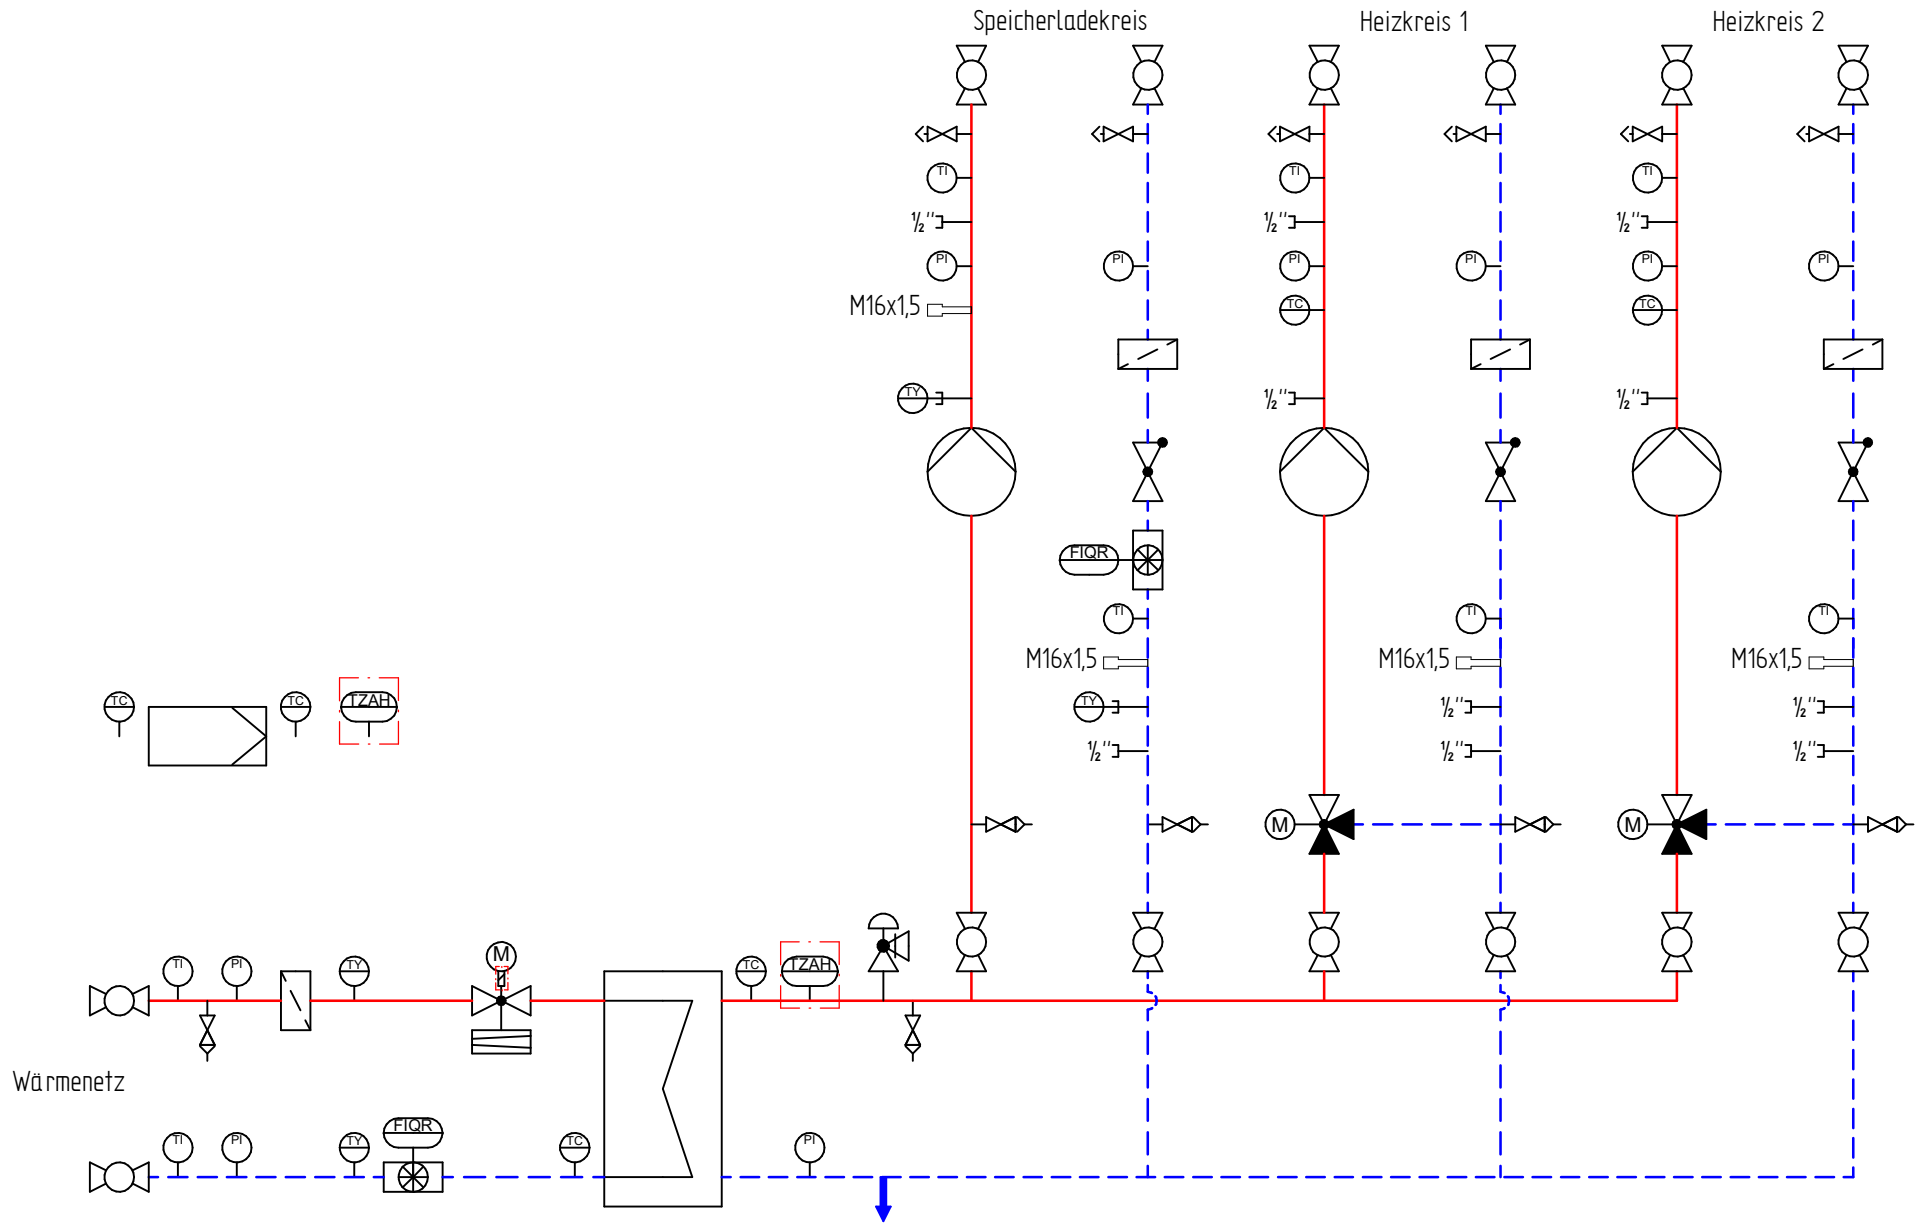 Speicherladekreis Heizkreis 1 Heizkreis 2
TI TI TI
½'' ½'' ½''
PI PI PI PI PI PI
M16x1,5 TC TC
TY ½'' ½''
FIQR
TI TI TI
M16x1,5 M16x1,5 M16x1,5
TC TC TZAH TY ½'' ½''
½'' ½'' ½''
M M
TI PI TY M TC TZAH
Wärmenetz
TI PI TY FIQR TC PI